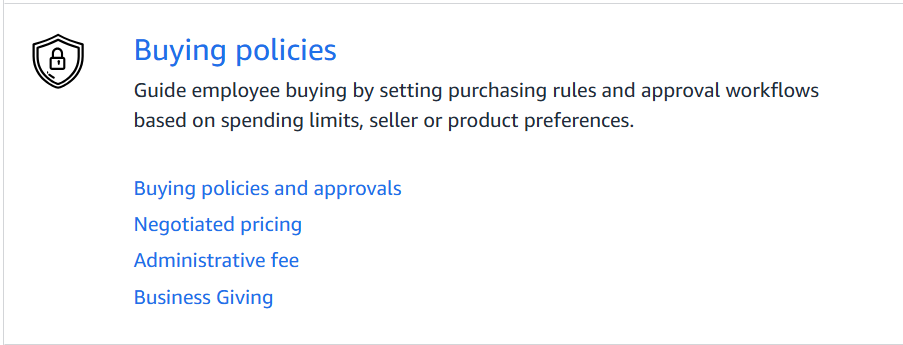 Buying policies
Guide employee buying by setting purchasing rules and approval workflows
based on spending limits, seller or product preferences.
Buying policies and approvals
Negotiated pricing
Administrative fee
Business Giving